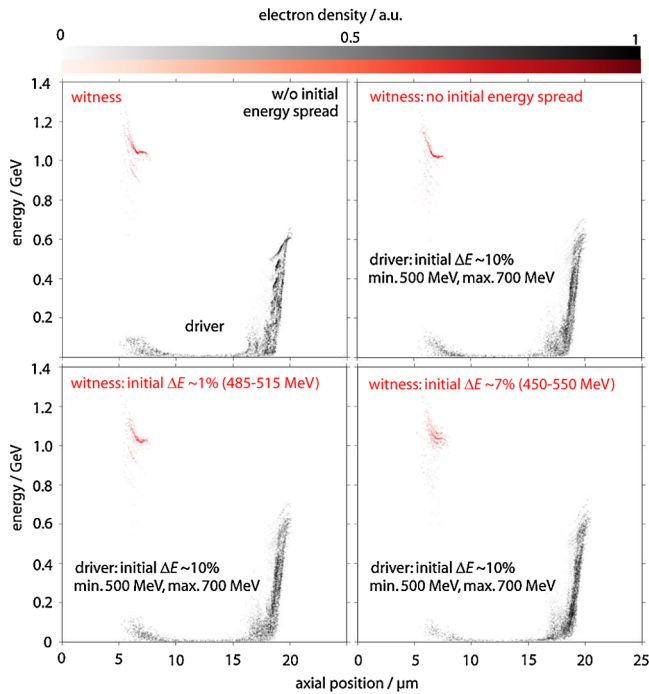 electron density / a.u.
0 0.5 1
1.4
1.2
1.0
0.8
0.6
0.4
0.2
energy / GeV
witness
w/o initial
energy spread
driver
witness: no initial energy spread
driver: initial ΔE ~10%
min. 500 MeV, max. 700 MeV
1.4
1.2
1.0
0.8
0.6
0.4
0.2
0
energy / GeV
witness: initial ΔE ~1% (485-515 MeV)
driver: initial ΔE ~10%
min. 500 MeV, max. 700 MeV
witness: initial ΔE ~7% (450-550 MeV)
driver: initial ΔE ~10%
min. 500 MeV, max. 700 MeV
0 5 10 15 20 0 5 10 15 20 25
axial position / μm